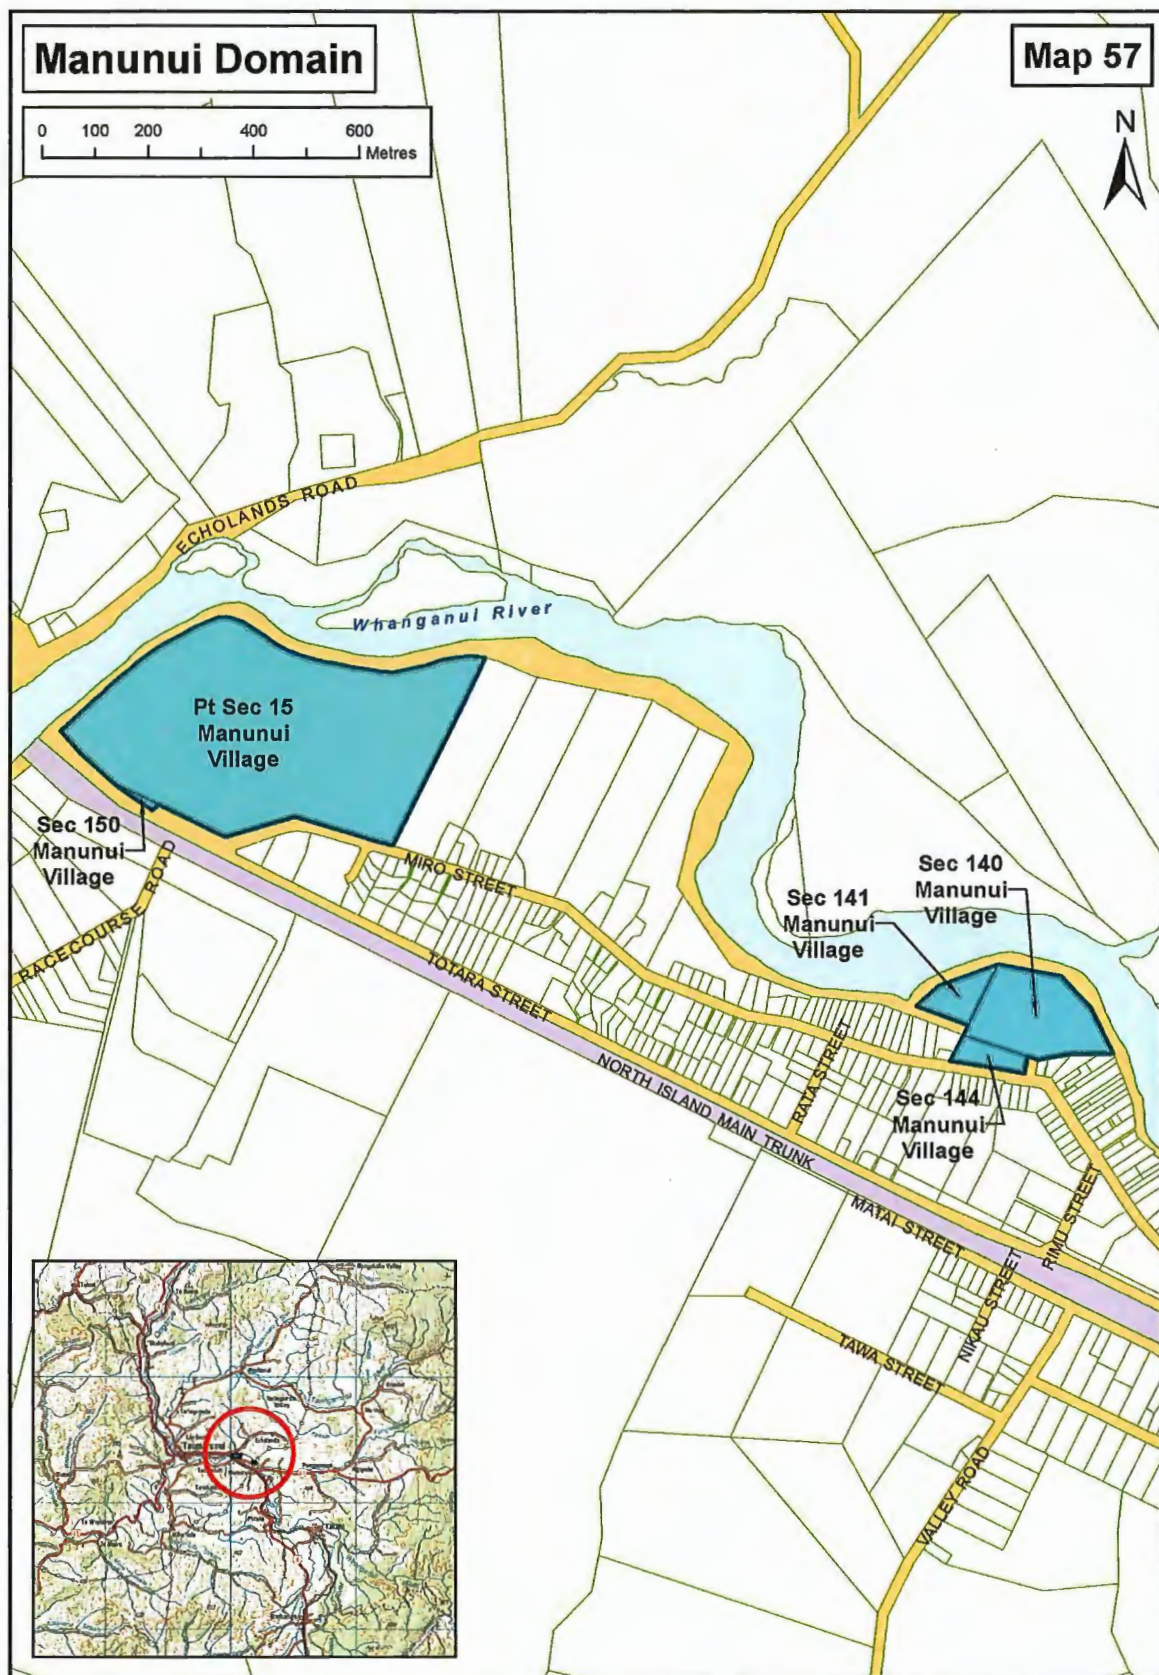 Manunui Domain
Map 57
0 100 200 400 600
Metres
N
ECHOLANDS ROAD
Whanganui River
Pt Sec 15
Manunui
Village
Sec 150
Manunui
Village
RACECOURSE ROAD
MIRO STREET
TOTARA STREET
Sec 140
Manunui
Village
Sec 141
Manunui
Village
RATA STREET
NORTH ISLAND MAIN TRUNK
Sec 144
Manunui
Village
MATAI STREET
RIMU STREET
NIKAU STREET
TAWA STREET
VALLEY ROAD